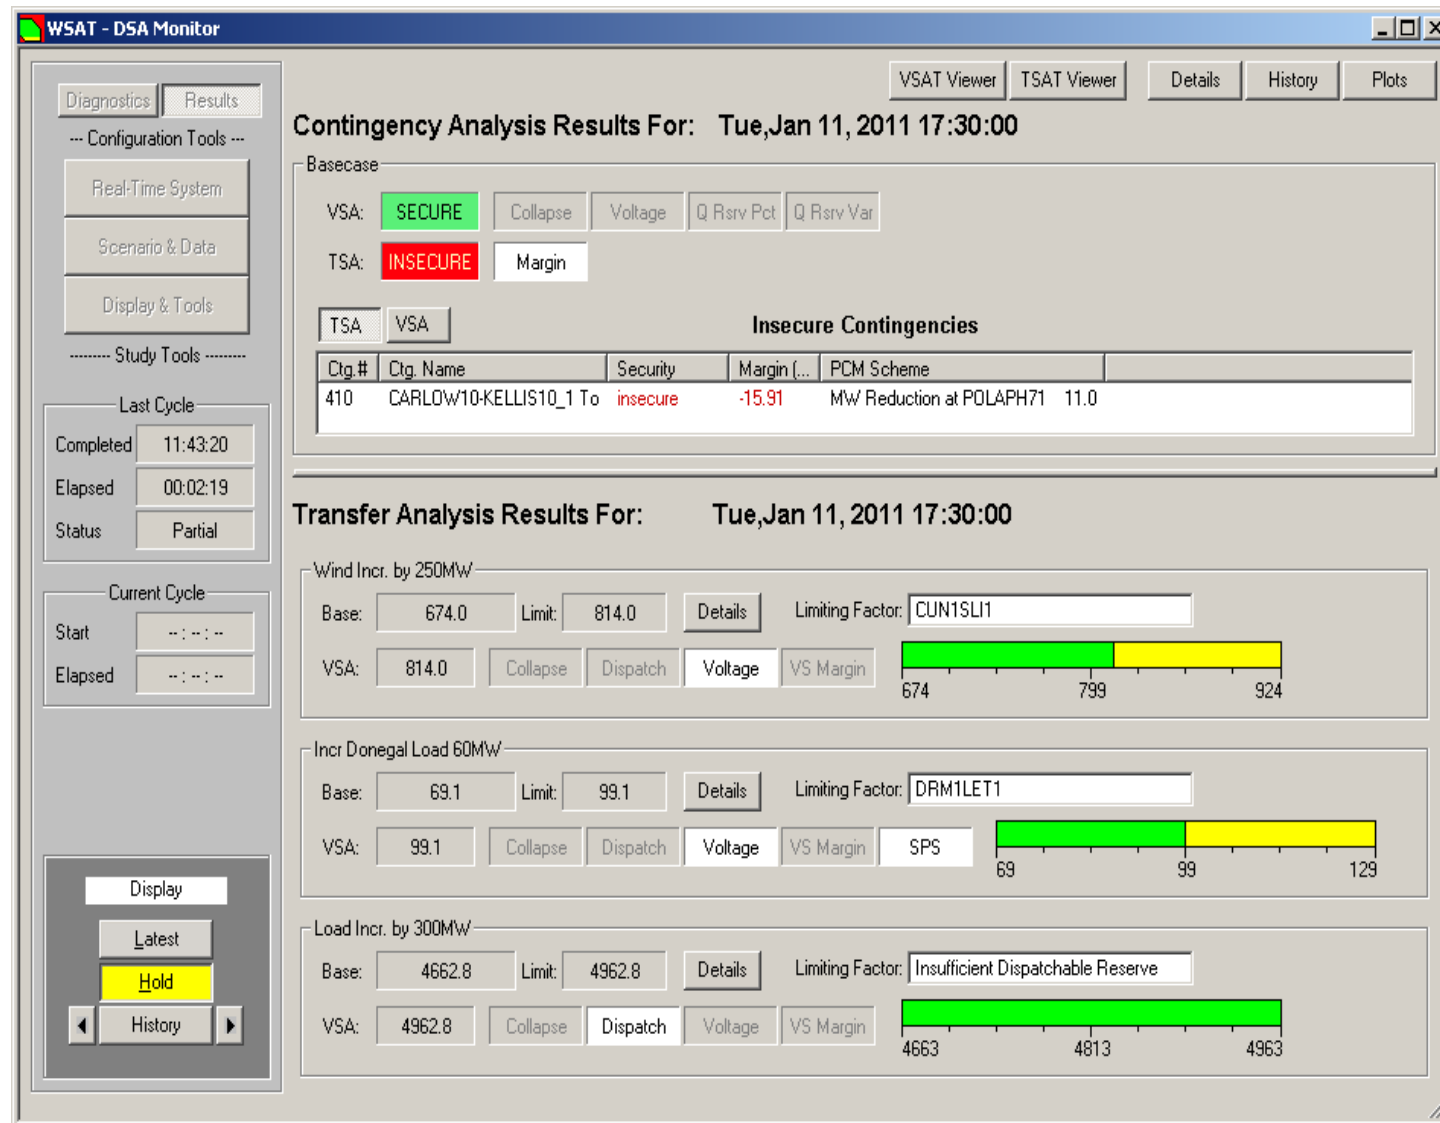 WSAT - DSA Monitor
VSAT Viewer TSAT Viewer Details History Plots
Diagnostics Results
--- Configuration Tools ---
Real-Time System
Scenario & Data
Display & Tools
--------- Study Tools ---------
Last Cycle
Completed 11:43:20
Elapsed 00:02:19
Status Partial
Current Cycle
Start -- : -- : --
Elapsed -- : -- : --
Display
Latest
Hold
History
Contingency Analysis Results For: Tue,Jan 11, 2011 17:30:00
Basecase
VSA: SECURE Collapse Voltage Q Rsrv Pct Q Rsrv Var
TSA: INSECURE Margin
TSA VSA Insecure Contingencies
Ctg.# Ctg. Name Security Margin (... PCM Scheme
410 CARLOW10-KELLIS10_1 To insecure -15.91 MW Reduction at POLAPH71 11.0
Transfer Analysis Results For: Tue,Jan 11, 2011 17:30:00
Wind Incr. by 250MW
Base: 674.0 Limit: 814.0 Details Limiting Factor: CUN1SLI1
VSA: 814.0 Collapse Dispatch Voltage VS Margin
674 799 924
Incr Donegal Load 60MW
Base: 69.1 Limit: 99.1 Details Limiting Factor: DRM1LET1
VSA: 99.1 Collapse Dispatch Voltage VS Margin SPS
69 99 129
Load Incr. by 300MW
Base: 4662.8 Limit: 4962.8 Details Limiting Factor: Insufficient Dispatchable Reserve
VSA: 4962.8 Collapse Dispatch Voltage VS Margin
4663 4813 4963